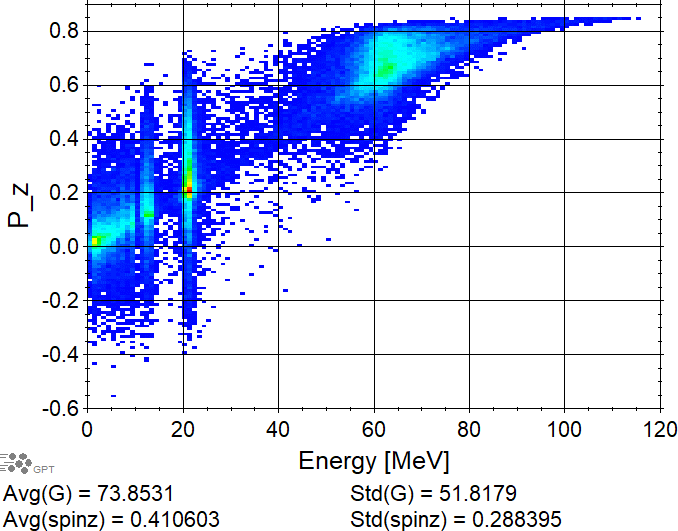 0.8
0.6
0.4
0.2
0.0
-0.2
-0.4
-0.6
P_z
0 20 40 60 80 100 120
Energy [MeV]
GPT
Avg(G) = 73.8531 Std(G) = 51.8179
Avg(spinz) = 0.410603 Std(spinz) = 0.288395